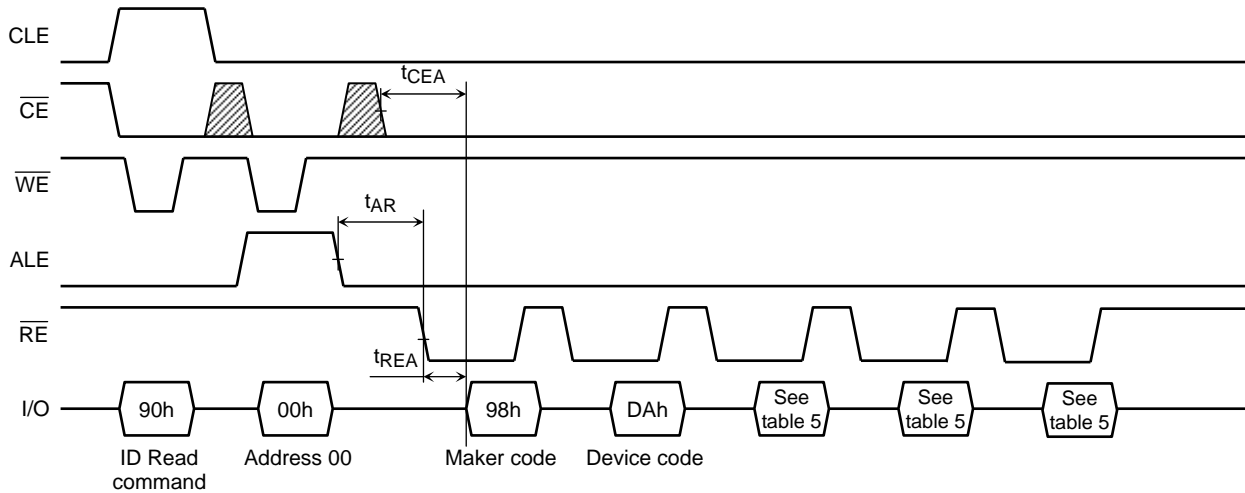 CLE
tCEA
CE
WE
tAR
ALE
RE
tREA
I/O
90h
00h
98h
DAh
See
table 5
See
table 5
See
table 5
ID Read
command
Address 00
Maker code
Device code